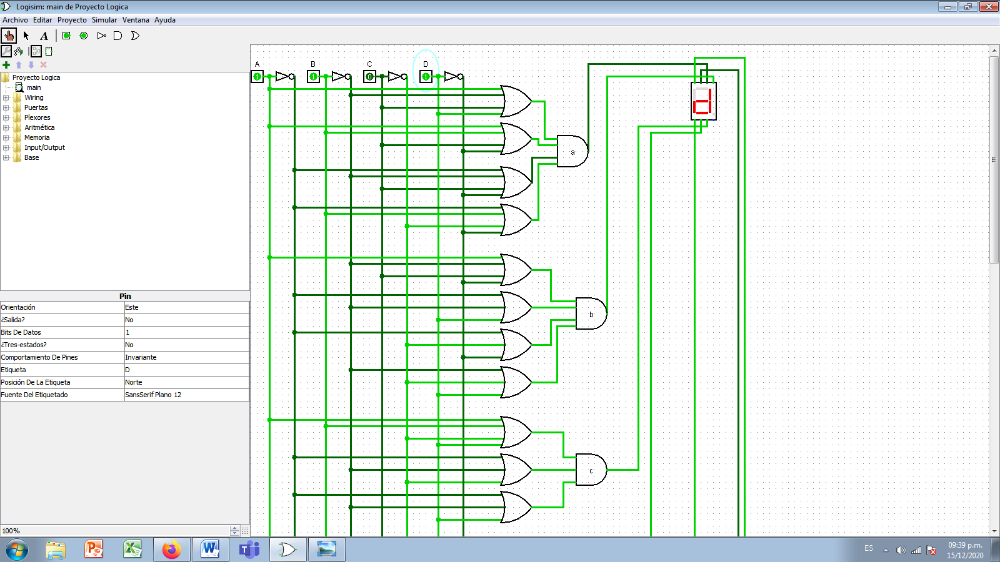 Logisim: main de Proyecto Logica
Archivo Editar Proyecto Simular Ventana Ayuda
A
Proyecto Logica
main
Wiring
Puertas
Plexores
Aritmética
Memoria
Input/Output
Base
Pin
Orientación Este
¿Salida? No
Bits De Datos 1
¿Tres-estados? No
Comportamiento De Pines Invariante
Etiqueta D
Posición De La Etiqueta Norte
Fuente Del Etiquetado SansSerif Plano 12
100%
A B C D
1 1 0 1
a
b
c
ES
09:39 p.m.
15/12/2020